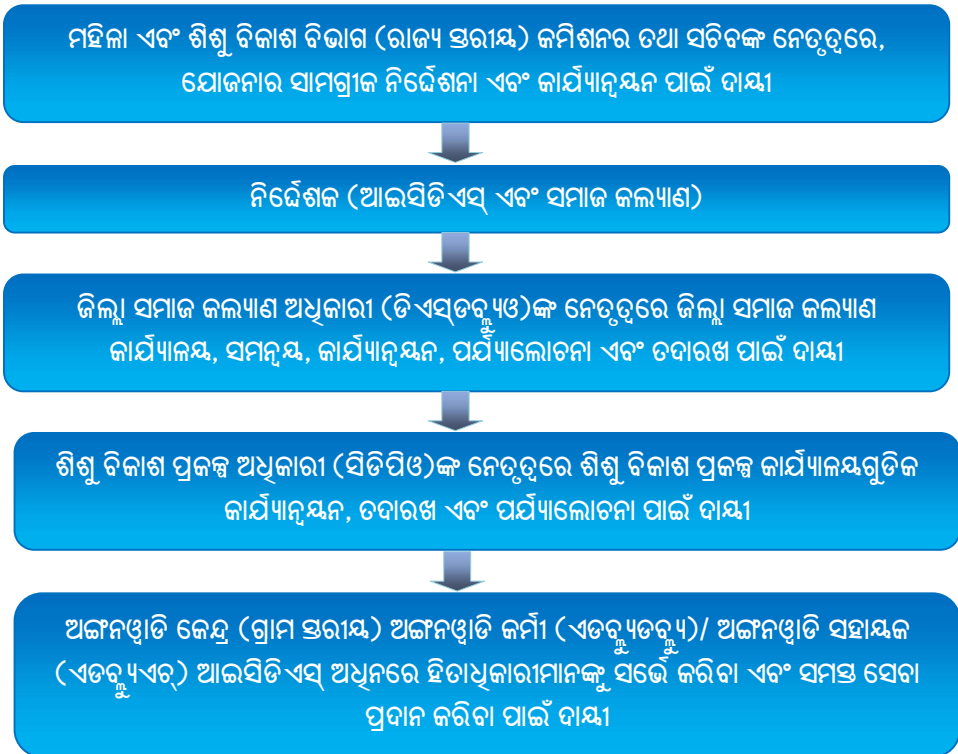 ମହିଳା ଏବଂ ଶିଶୁ ବିକାଶ ବିଭାଗ (ରାଜ୍ୟ ସ୍ତରୀୟ) କମିଶନର ତଥା ସଚିବଙ୍କ ନେତୃତ୍ୱରେ,
ଯୋଜନାର ସାମଗ୍ରୀକ ନିର୍ଦ୍ଦେଶନା ଏବଂ କାର୍ଯ୍ୟାନ୍ୱୟନ ପାଇଁ ଦାୟୀ
ନିର୍ଦ୍ଦେଶକ (ଆଇସିଡିଏସ୍ ଏବଂ ସମାଜ କଲ୍ୟାଣ)
ଜିଲ୍ଲା ସମାଜ କଲ୍ୟାଣ ଅଧିକାରୀ (ଡିଏସ୍‌ଡବ୍ଲ୍ୟୁଓ)ଙ୍କ ନେତୃତ୍ୱରେ ଜିଲ୍ଲା ସମାଜ କଲ୍ୟାଣ
କାର୍ଯ୍ୟାଳୟ, ସମନ୍ୱୟ, କାର୍ଯ୍ୟାନ୍ୱୟନ, ପର୍ଯ୍ୟାଲୋଚନା ଏବଂ ତଦାରଖ ପାଇଁ ଦାୟୀ
ଶିଶୁ ବିକାଶ ପ୍ରକଳ୍ପ ଅଧିକାରୀ (ସିଡିପିଓ)ଙ୍କ ନେତୃତ୍ୱରେ ଶିଶୁ ବିକାଶ ପ୍ରକଳ୍ପ କାର୍ଯ୍ୟାଳୟଗୁଡିକ
କାର୍ଯ୍ୟାନ୍ୱୟନ, ତଦାରଖ ଏବଂ ପର୍ଯ୍ୟାଲୋଚନା ପାଇଁ ଦାୟୀ
ଅଙ୍ଗନୱାଡି କେନ୍ଦ୍ର (ଗ୍ରାମ ସ୍ତରୀୟ) ଅଙ୍ଗନୱାଡି କର୍ମୀ (ଏଡବ୍ଲ୍ୟୁଡବ୍ଲ୍ୟୁ)/ ଅଙ୍ଗନୱାଡି ସହାୟକ
(ଏଡବ୍ଲ୍ୟୁଏଚ୍) ଆଇସିଡିଏସ୍ ଅଧିନରେ ହିତାଧିକାରୀମାନଙ୍କୁ ସର୍ଭେ କରିବା ଏବଂ ସମସ୍ତ ସେବା
ପ୍ରଦାନ କରିବା ପାଇଁ ଦାୟୀ